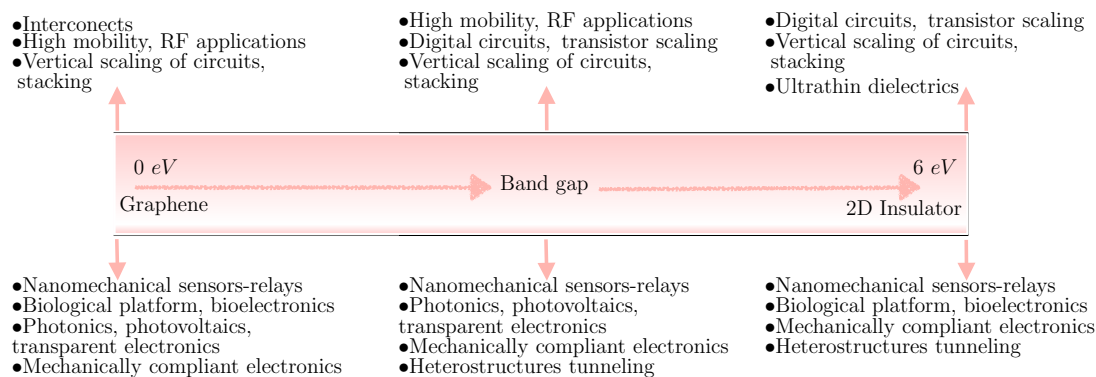 ●Interconects
●High mobility, RF applications
●Vertical scaling of circuits,
stacking
●High mobility, RF applications
●Digital circuits, transistor scaling
●Vertical scaling of circuits,
stacking
●Digital circuits, transistor scaling
●Vertical scaling of circuits,
stacking
●Ultrathin dielectrics
0 eV
Graphene
Band gap
6 eV
2D Insulator
●Nanomechanical sensors-relays
●Biological platform, bioelectronics
●Photonics, photovoltaics,
transparent electronics
●Mechanically compliant electronics
●Nanomechanical sensors-relays
●Photonics, photovoltaics,
transparent electronics
●Mechanically compliant electronics
●Heterostructures tunneling
●Nanomechanical sensors-relays
●Biological platform, bioelectronics
●Mechanically compliant electronics
●Heterostructures tunneling